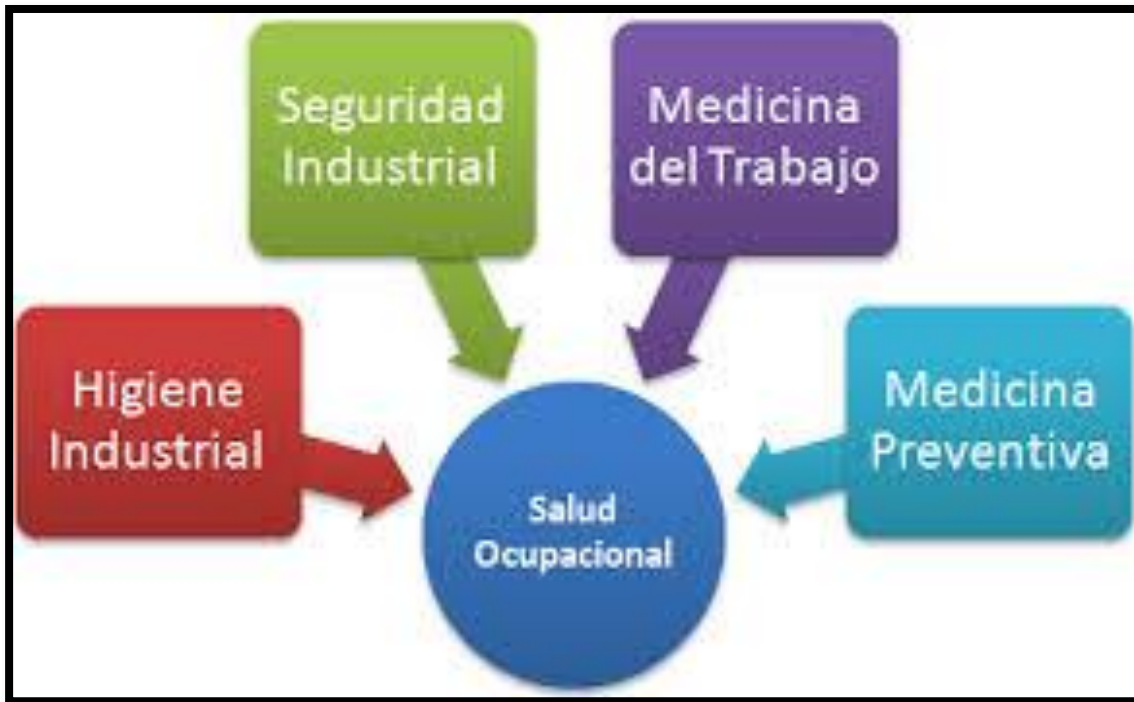 Seguridad
Industrial
Medicina
del Trabajo
Higiene
Industrial
Medicina
Preventiva
Salud
Ocupacional